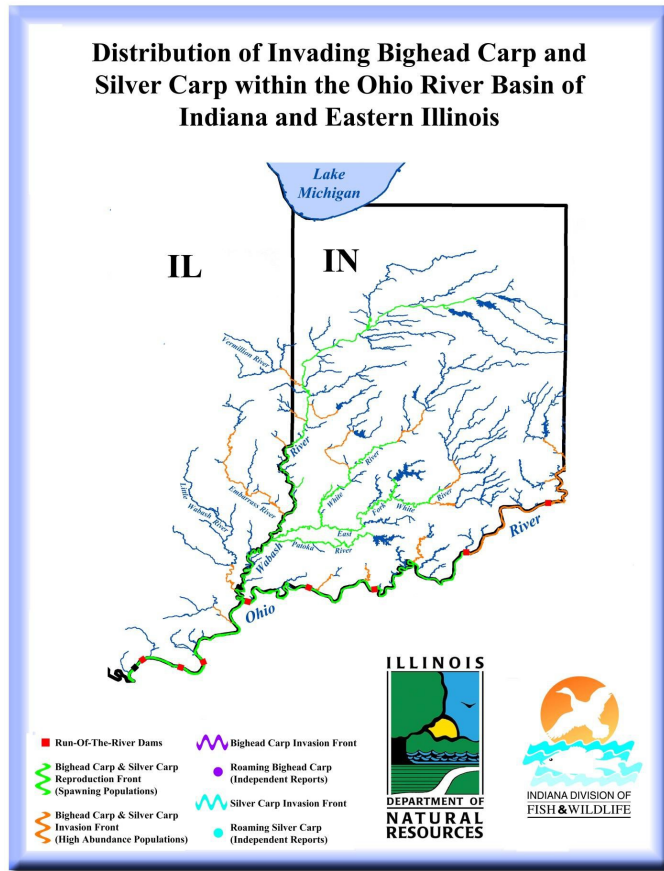 Distribution of Invading Bighead Carp and
Silver Carp within the Ohio River Basin of
Indiana and Eastern Illinois
Lake
Michigan
IL
IN
Vermillion River
River
Embarrass River
Little
Wabash River
White
River
Fork
White
River
East
Patoka
River
Wabash
River
Ohio
ILLINOIS
DEPARTMENT OF
NATURAL
RESOURCES
INDIANA DIVISION OF
FISH & WILDLIFE
Run-Of-The-River Dams
Bighead Carp & Silver Carp
Reproduction Front
(Spawning Populations)
Bighead Carp & Silver Carp
Invasion Front
(High Abundance Populations)
Bighead Carp Invasion Front
Roaming Bighead Carp
(Independent Reports)
Silver Carp Invasion Front
Roaming Silver Carp
(Independent Reports)